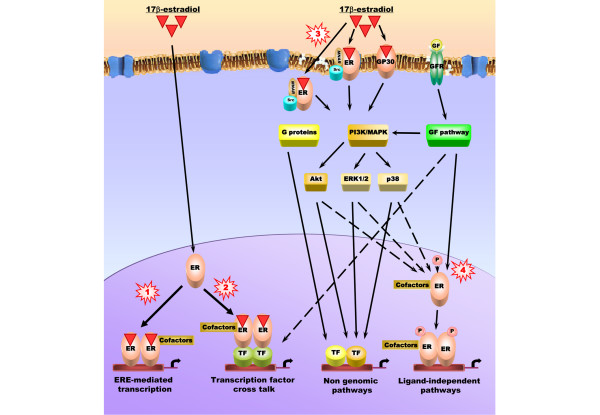 17β-estradiol
17β-estradiol
3
GF
ER
GP30
GFR
Src
ER
Src
G proteins
PI3K/MAPK
GF pathway
Akt
ERK1/2
p38
ER
P
4
Cofactors
ER
1
2
Cofactors
ER
ER
P
P
ER
ER
Cofactors
TF
TF
TF
TF
Cofactors
ER
ER
ERE-mediated
transcription
Transcription factor
cross talk
Non genomic
pathways
Ligand-independent
pathways